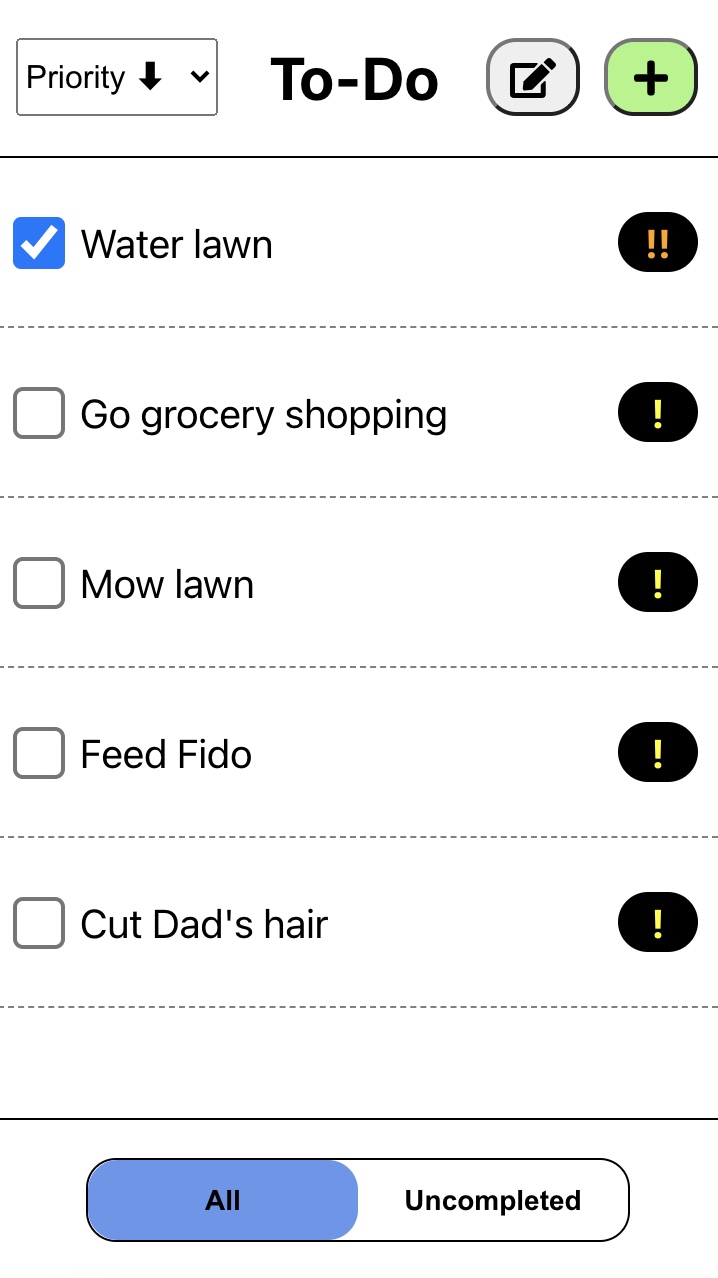 Priority ⬇ To-Do +
Water lawn !!
Go grocery shopping !
Mow lawn !
Feed Fido !
Cut Dad's hair !
All Uncompleted